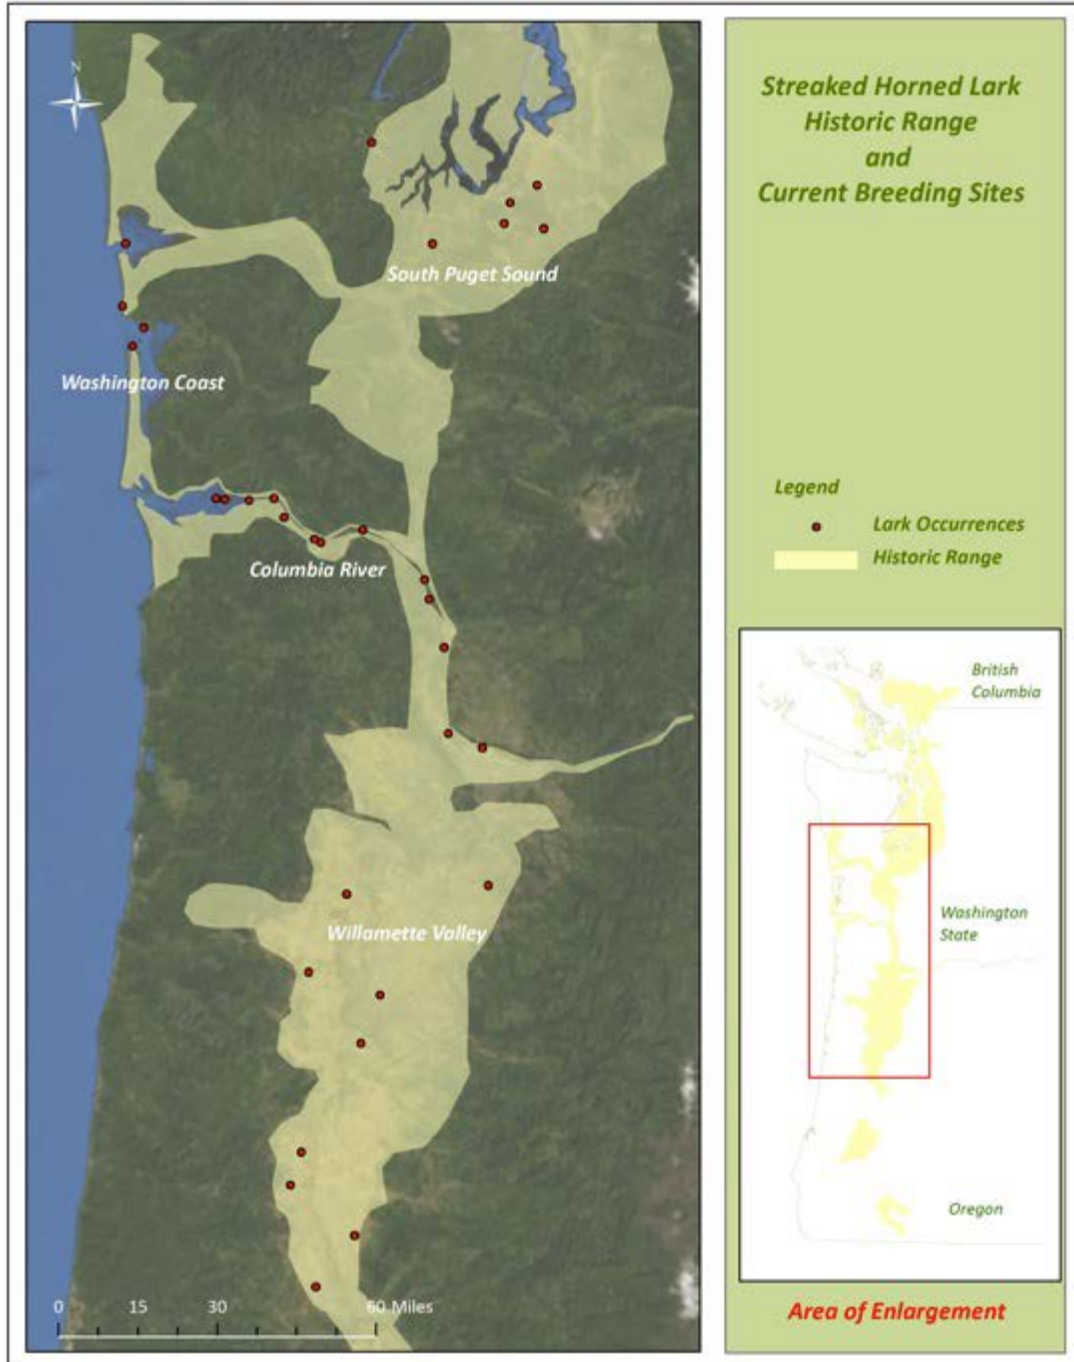 Streaked Horned Lark
Historic Range
and
Current Breeding Sites
N
South Puget Sound
Washington Coast
Columbia River
Willamette Valley
0 15 30 60 Miles
Legend
Lark Occurrences
Historic Range
British
Columbia
Washington
State
Oregon
Area of Enlargement